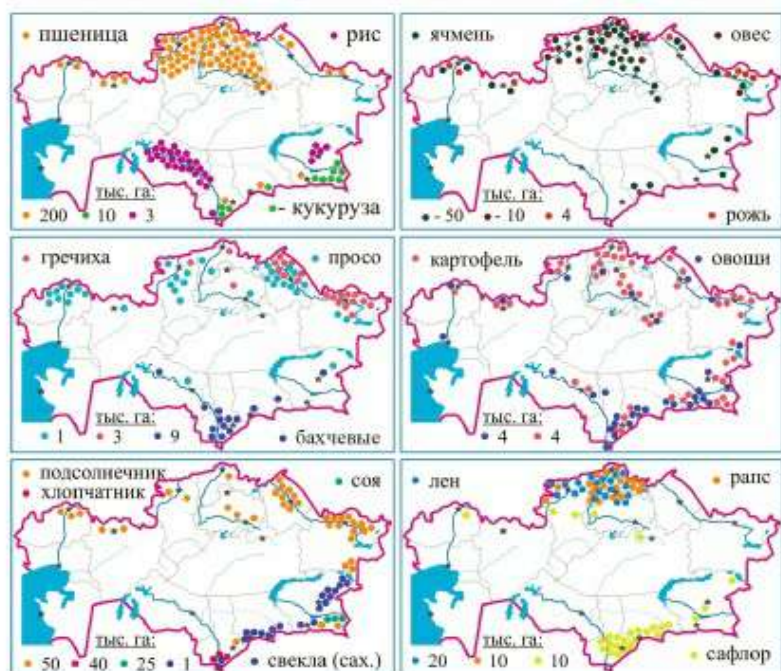 пшеница
рис
тыс. га:
200 10 3
- кукуруза
ячмень
овес
тыс. га:
- 50 - 10 4
рожь
гречиха
просо
тыс. га:
1 3 9
бахчевые
картофель
овощи
тыс. га:
4 4
подсолнечник
хлопчатник
соя
тыс. га:
50 40 25 1
свекла (сах.)
лен
рапс
тыс. га:
20 10 10
сафлор